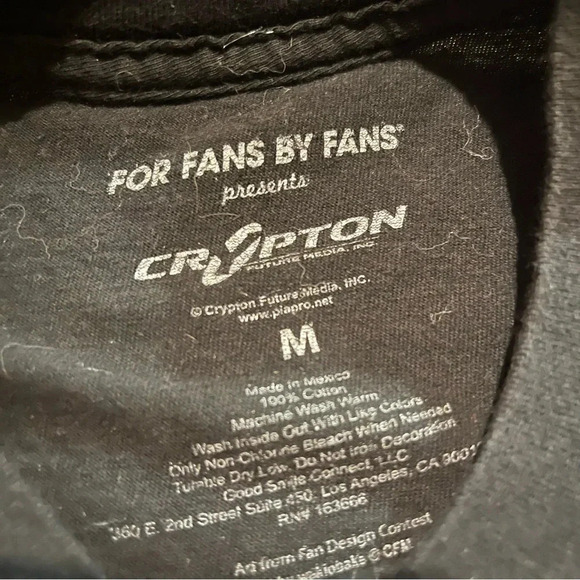 FOR FANS BY FANS®
presents
CRYPTON
FUTURE MEDIA, INC.
© Crypton Future Media, INC.
www.piapro.net
M
Made in Mexico
100% Cotton
Machine Wash Warm
Wash Inside Out With Like Colors
Only Non-Chlorine Bleach When Needed
Tumble Dry Low, Do Not Iron Decoration
Good Smile Connect, LLC
360 E. 2nd Street Suite 450, Los Angeles, CA
RN# 163666
Art from Fan Design Contest
© CFM